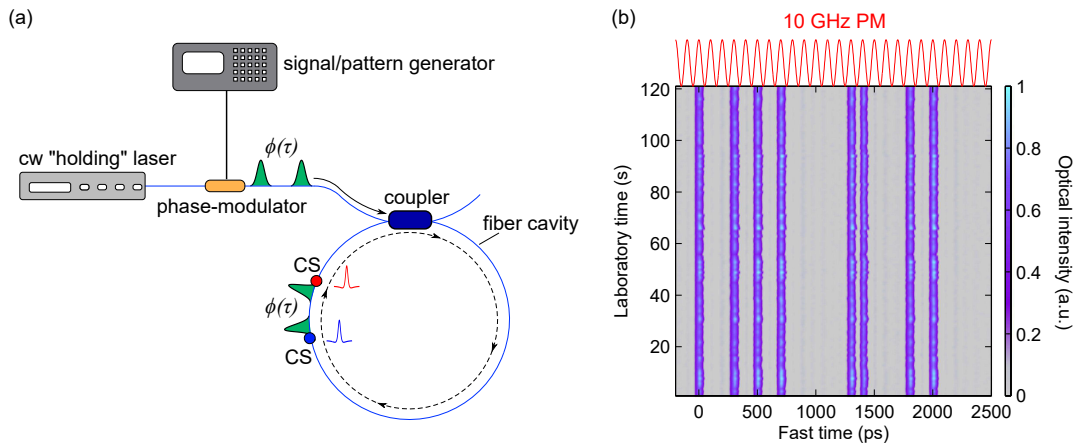 (a)
signal/pattern generator
cw "holding" laser
ϕ(τ)
phase-modulator
coupler
fiber cavity
CS
ϕ(τ)
CS
(b)
10 GHz PM
120
100
80
60
40
20
Laboratory time (s)
0
500
1000
1500
2000
2500
Fast time (ps)
1
0.8
0.6
0.4
0.2
0
Optical intensity (a.u.)